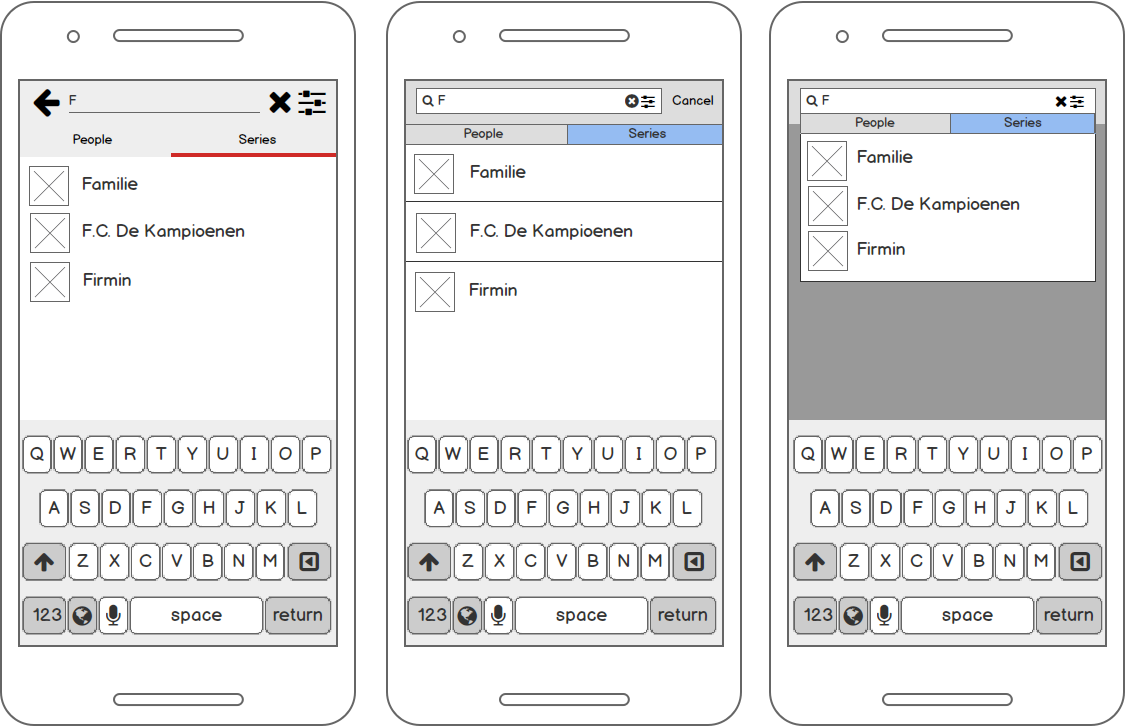 F
People Series
Familie
F.C. De Kampioenen
Firmin
Q W E R T Y U I O P
A S D F G H J K L
Z X C V B N M
123 space return
F Cancel
People Series
Familie
F.C. De Kampioenen
Firmin
Q W E R T Y U I O P
A S D F G H J K L
Z X C V B N M
123 space return
F
People Series
Familie
F.C. De Kampioenen
Firmin
Q W E R T Y U I O P
A S D F G H J K L
Z X C V B N M
123 space return